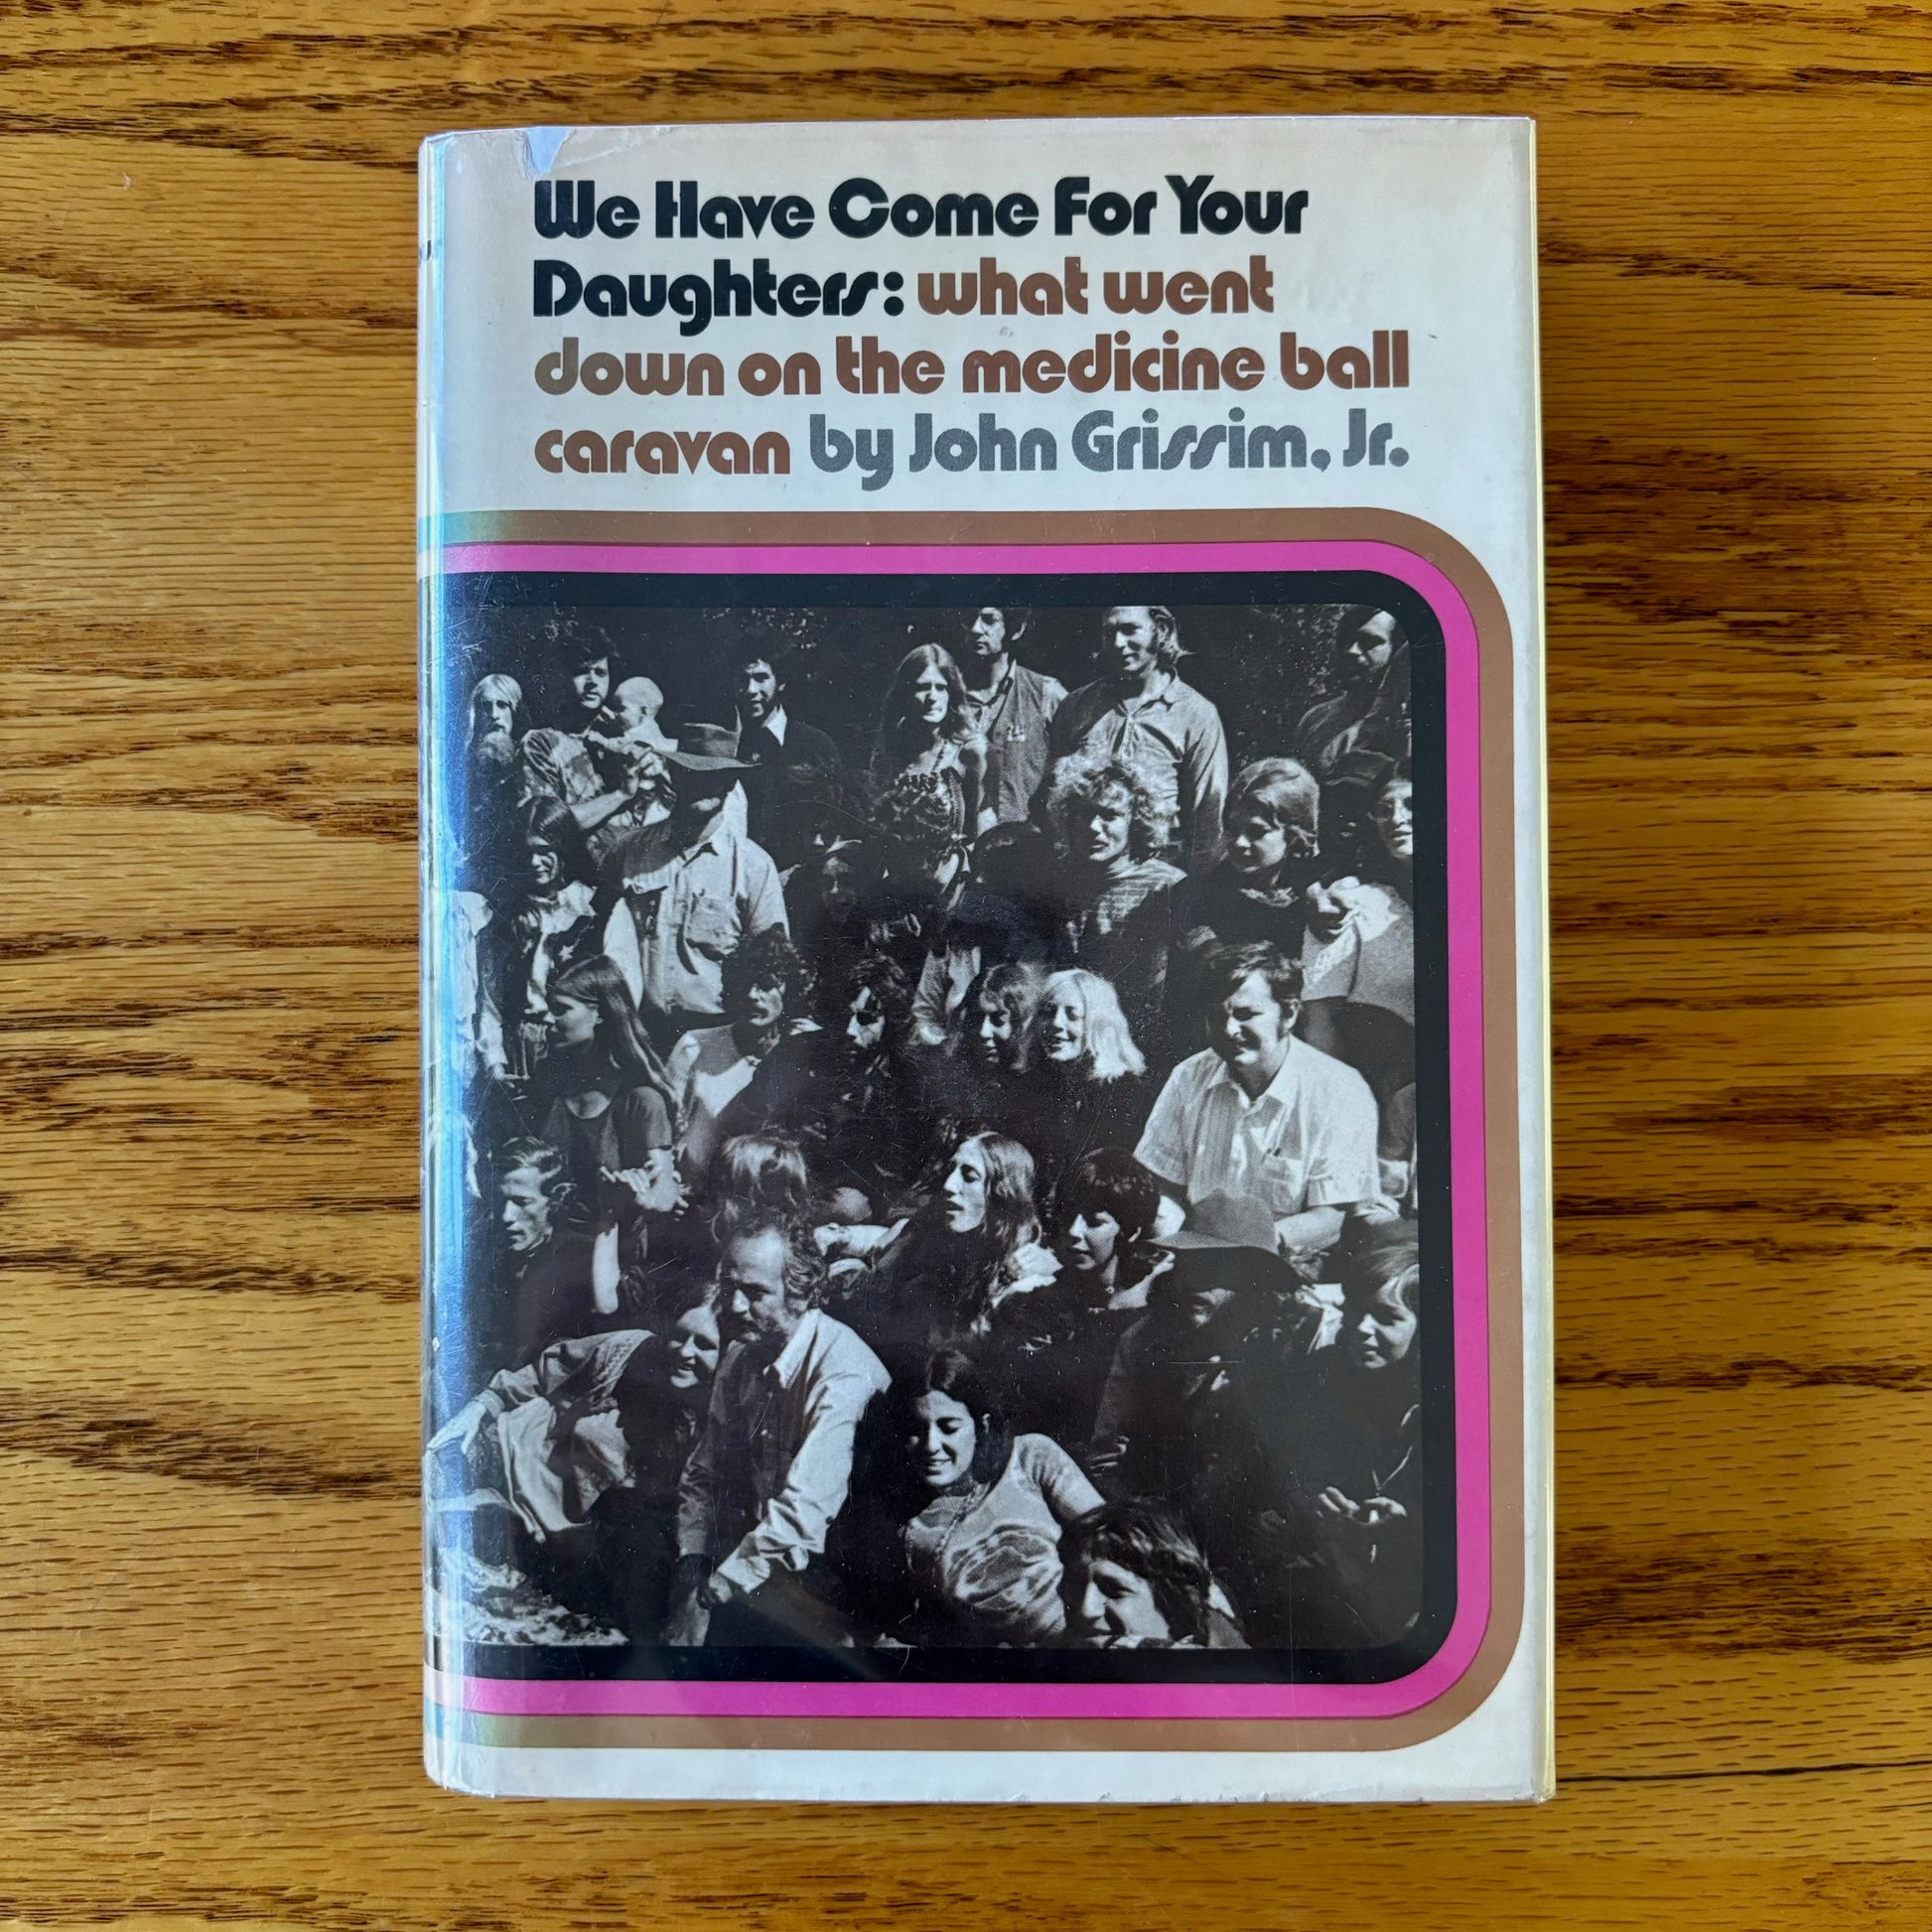 We Have Come For Your
Daughters: what went
down on the medicine ball
caravan by John Grissim, Jr.